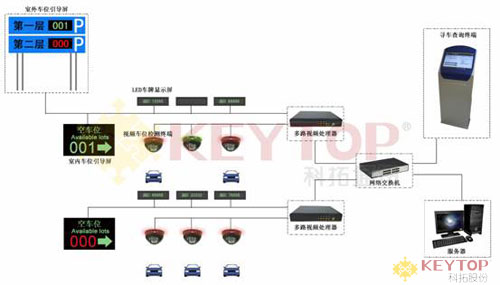 室外车位引导屏
第一层 001 P
第二层 000 P
寻车查询终端
LED车牌显示屏
空车位
Available lots
001
室内车位引导屏
视频车位检测终端
多路视频处理器
KEYTOP®
科拓股份
网络交换机
空车位
Available lots
000
多路视频处理器
服务器
KEYTOP
科拓股份